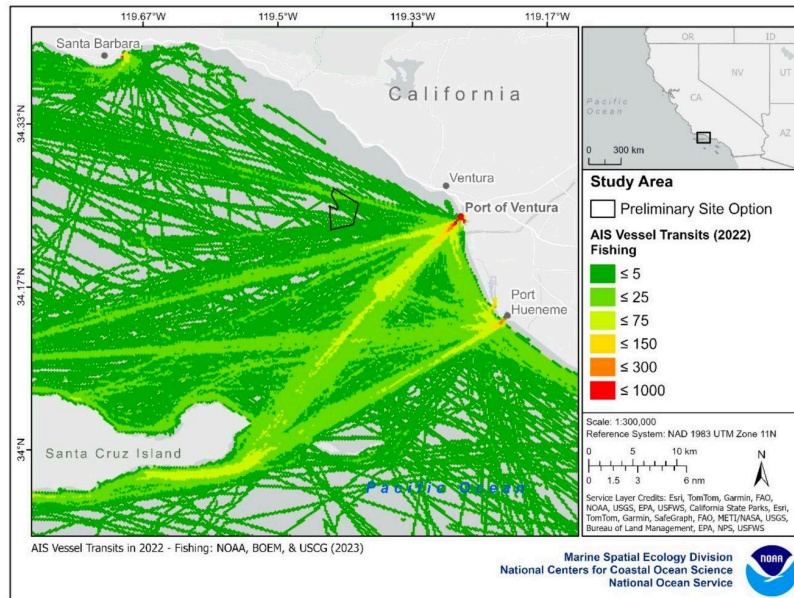 119.67°W 119.5°W 119.33°W 119.17°W
34.33°N
34.17°N
34°N
Santa Barbara
California
Ventura
Port of Ventura
Port
Hueneme
Santa Cruz Island
Pacific Ocean
OR ID
NV
UT
CA
AZ
Pacific
Ocean
0 300 km
Study Area
Preliminary Site Option
AIS Vessel Transits (2022)
Fishing
≤ 5
≤ 25
≤ 75
≤ 150
≤ 300
≤ 1000
Scale: 1:300,000
Reference System: NAD 1983 UTM Zone 11N
0 5 10 km
0 1.5 3 6 nm
N
Service Layer Credits: Esri, TomTom, Garmin, FAO,
NOAA, USGS, EPA, USFWS, California State Parks, Esri,
TomTom, Garmin, SafeGraph, FAO, METI/NASA, USGS,
Bureau of Land Management, EPA, NPS, USFWS
AIS Vessel Transits in 2022 - Fishing: NOAA, BOEM, & USCG (2023)
Marine Spatial Ecology Division
National Centers for Coastal Ocean Science
National Ocean Service
NOAA